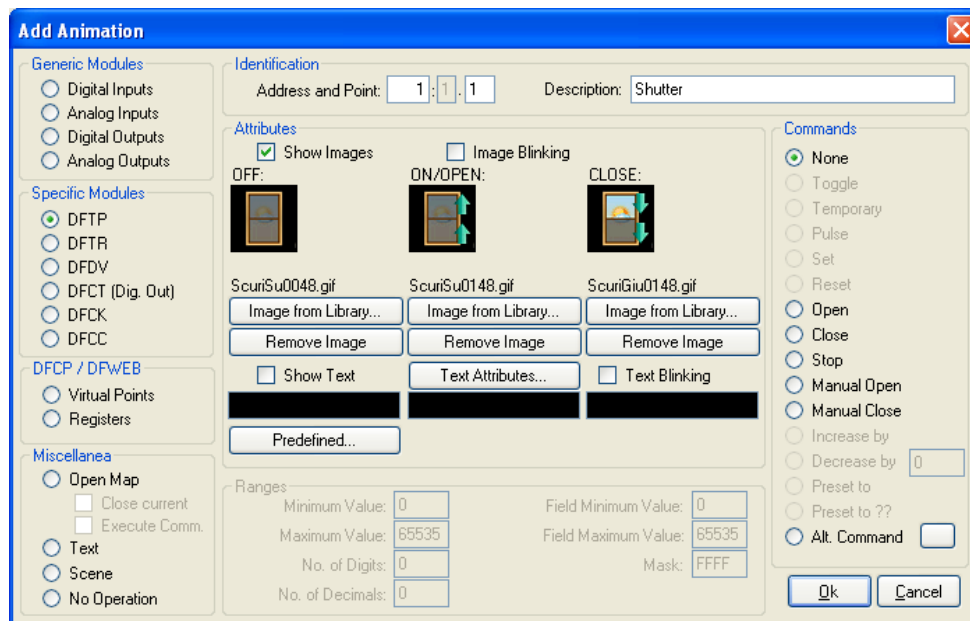 Add Animation
Generic Modules
Digital Inputs
Analog Inputs
Digital Outputs
Analog Outputs
Specific Modules
DFTP
DFTR
DFDV
DFCT (Dig. Out)
DFCK
DFCC
DFCP / DFWEB
Virtual Points
Registers
Miscellanea
Open Map
Close current
Execute Comm.
Text
Scene
No Operation
Identification
Address and Point: 1 : 1 . 1 Description: Shutter
Attributes
Show Images Image Blinking
OFF: ON/OPEN: CLOSE:
ScuriSu0048.gif ScuriSu0148.gif ScuriGiu0148.gif
Image from Library... Image from Library... Image from Library...
Remove Image Remove Image Remove Image
Show Text Text Attributes... Text Blinking
Predefined...
Ranges
Minimum Value: 0 Field Minimum Value: 0
Maximum Value: 65535 Field Maximum Value: 65535
No. of Digits: 0 Mask: FFFF
No. of Decimals: 0
Commands
None
Toggle
Temporary
Pulse
Set
Reset
Open
Close
Stop
Manual Open
Manual Close
Increase by
Decrease by 0
Preset to
Preset to ??
Alt. Command
Ok Cancel